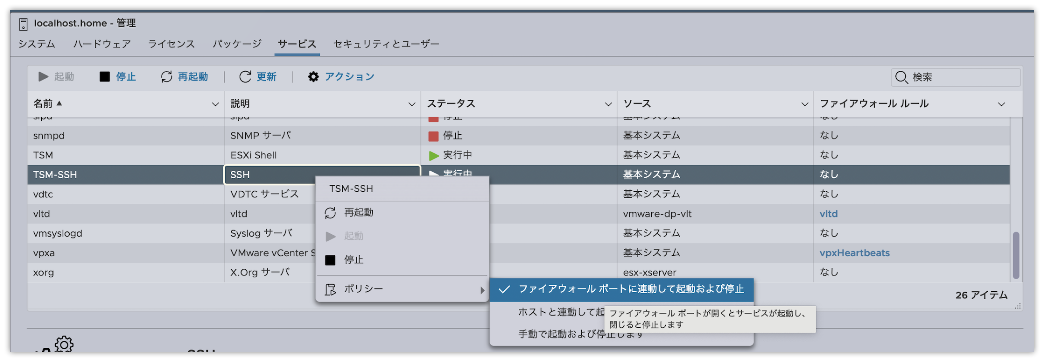 localhost.home - 管理
システム ハードウェア ライセンス パッケージ サービス セキュリティとユーザー
起動 停止 再起動 更新 アクション 検索
名前 説明 ステータス ソース ファイアウォール ルール
停止 基本システム なし
snmpd SNMP サーバ 停止 基本システム なし
TSM ESXi Shell 実行中 基本システム なし
TSM-SSH SSH 実行中 基本システム なし
vdtc VDTC サービス 基本システム なし
vltd vltd vmware-dp-vlt vltd
vmsyslogd Syslog サーバ 基本システム なし
vpxa VMware vCenter S 基本システム vpxHeartbeats
xorg X.Org サーバ esx-xserver なし
26 アイテム
TSM-SSH
再起動
起動
停止
ポリシー
ファイアウォール ポートに連動して起動および停止
ホストと連動して起
手動で起動および停止します
ファイアウォール ポートが開くとサービスが起動し、
閉じると停止します